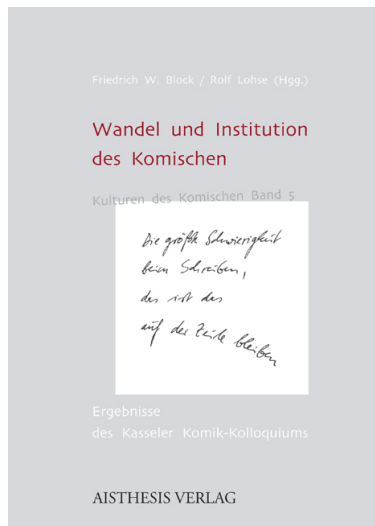 Friedrich W. Block / Rolf Lohse (Hgg.)
Wandel und Institution
des Komischen
Kulturen des Komischen Band 5
Die größte Schwierigkeit
beim Schreiben,
das ist das
auf der Zeile bleiben
Ergebnisse
des Kasseler Komik-Kolloquiums
AISTHESIS VERLAG